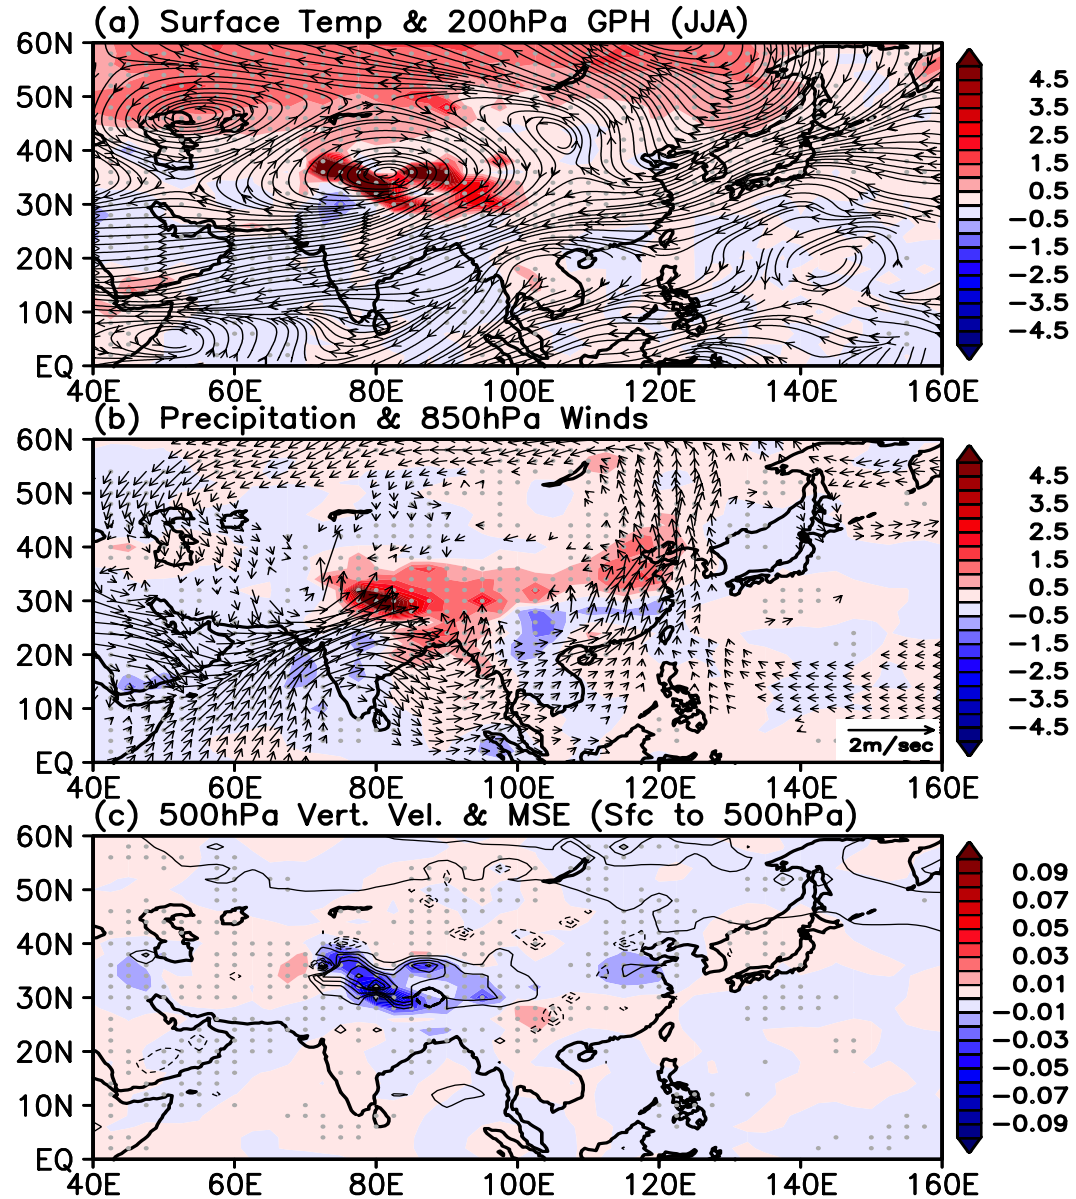 (a) Surface Temp & 200hPa GPH (JJA)
60N
50N
40N
30N
20N
10N
EQ
40E 60E 80E 100E 120E 140E 160E
4.5
3.5
2.5
1.5
0.5
−0.5
−1.5
−2.5
−3.5
−4.5
(b) Precipitation & 850hPa Winds
60N
50N
40N
30N
20N
10N
EQ
40E 60E 80E 100E 120E 140E 160E
2m/sec
4.5
3.5
2.5
1.5
0.5
−0.5
−1.5
−2.5
−3.5
−4.5
(c) 500hPa Vert. Vel. & MSE (Sfc to 500hPa)
60N
50N
40N
30N
20N
10N
EQ
40E 60E 80E 100E 120E 140E 160E
0.09
0.07
0.05
0.03
0.01
−0.01
−0.03
−0.05
−0.07
−0.09